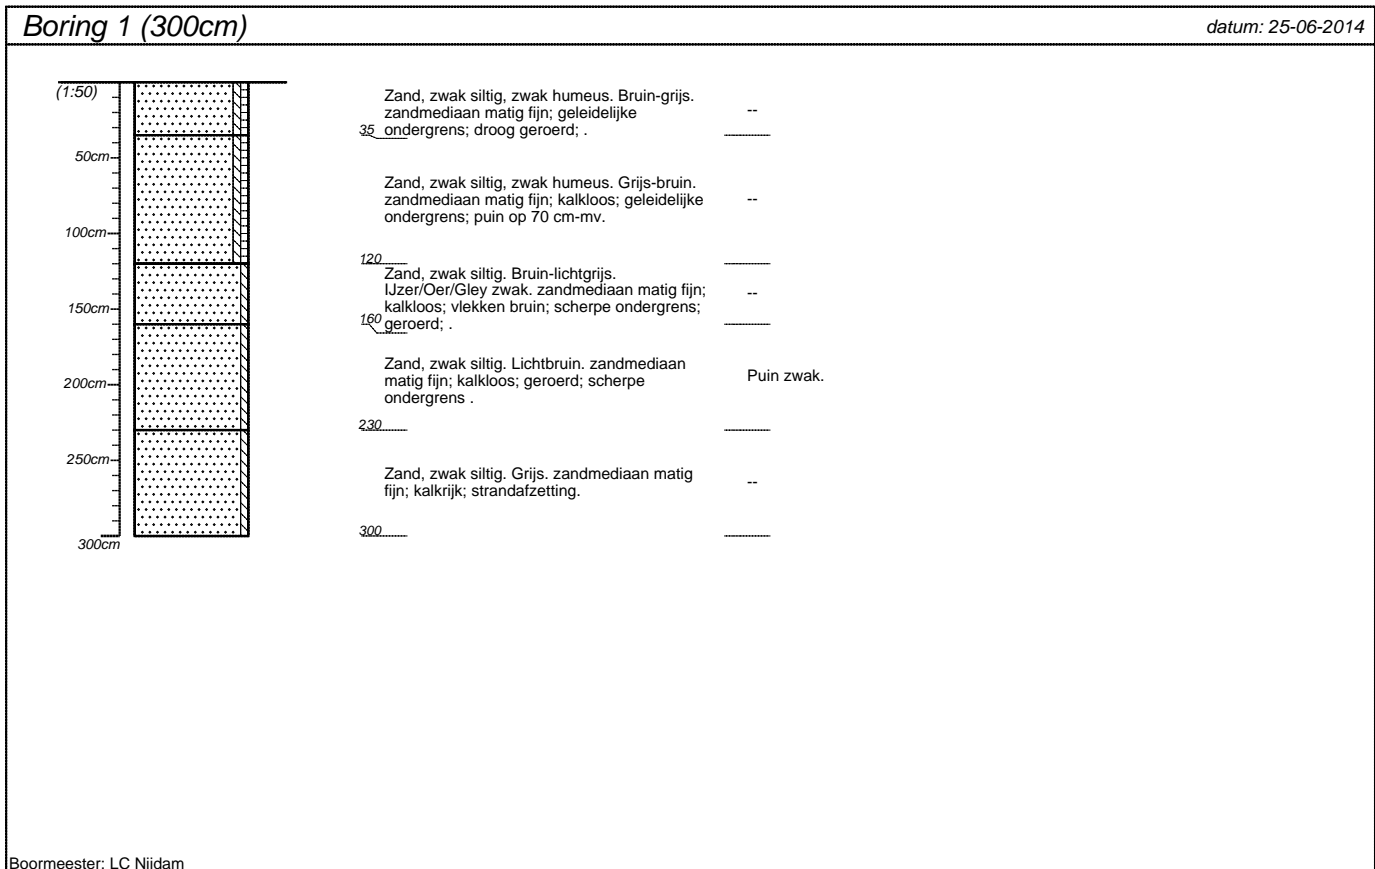 Boring 1 (300cm)
datum: 25-06-2014
(1:50)
50cm
100cm
150cm
200cm
250cm
300cm
Zand, zwak siltig, zwak humeus. Bruin-grijs.
zandmediaan matig fijn; geleidelijke
ondergrens; droog geroerd; .
--
35
Zand, zwak siltig, zwak humeus. Grijs-bruin.
zandmediaan matig fijn; kalkloos; geleidelijke
ondergrens; puin op 70 cm-mv.
--
120
Zand, zwak siltig. Bruin-lichtgrijs.
IJzer/Oer/Gley zwak. zandmediaan matig fijn;
kalkloos; vlekken bruin; scherpe ondergrens;
geroerd; .
--
160
Zand, zwak siltig. Lichtbruin. zandmediaan
matig fijn; kalkloos; geroerd; scherpe
ondergrens .
Puin zwak.
230
Zand, zwak siltig. Grijs. zandmediaan matig
fijn; kalkrijk; strandafzetting.
--
300
Boormeester: LC Nijdam